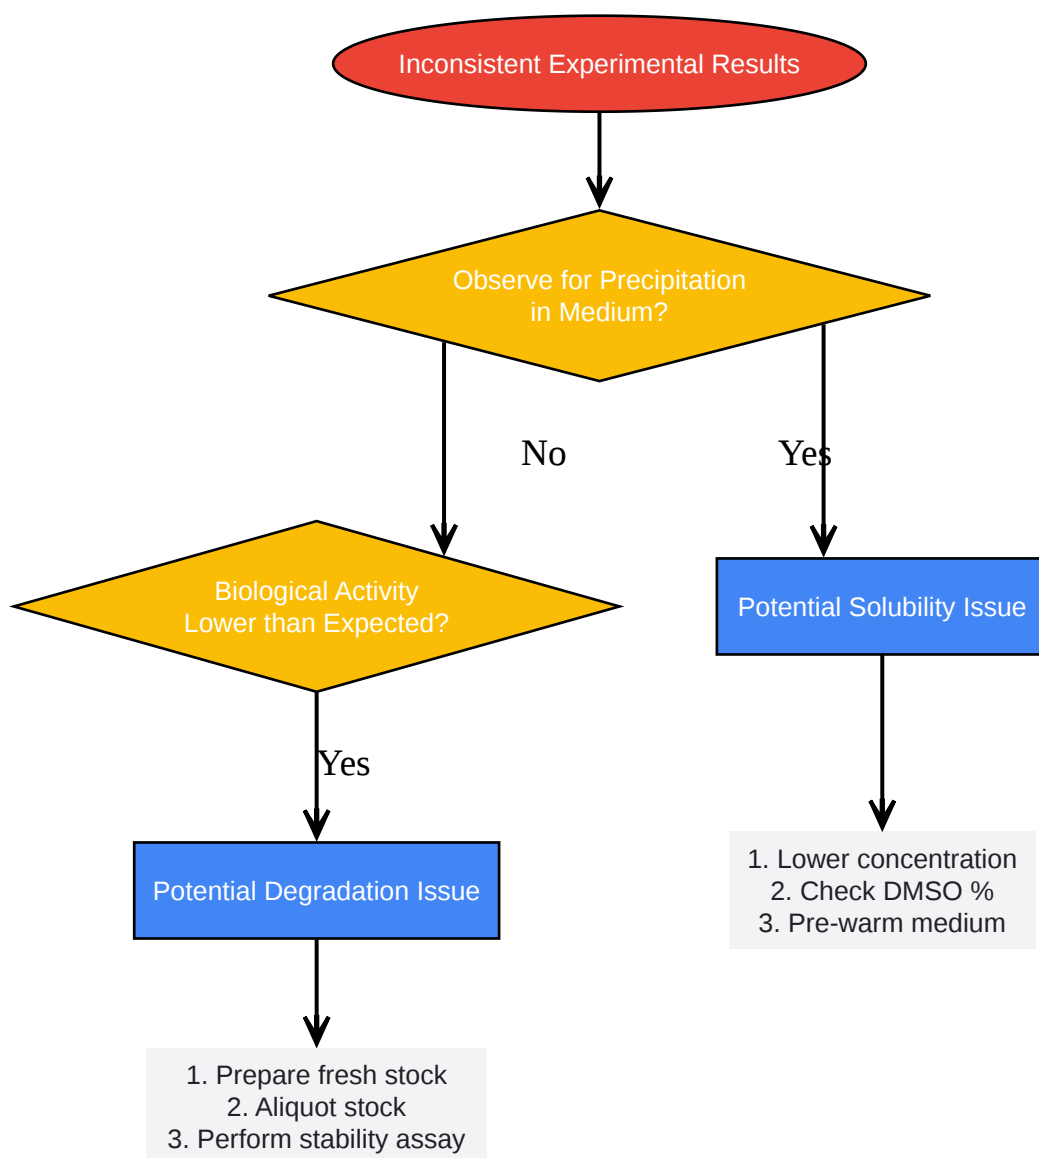 Inconsistent Experimental Results
Observe for Precipitation
in Medium?
No
Yes
Biological Activity
Lower than Expected?
Potential Solubility Issue
Yes
1. Lower concentration
2. Check DMSO %
3. Pre-warm medium
Potential Degradation Issue
1. Prepare fresh stock
2. Aliquot stock
3. Perform stability assay